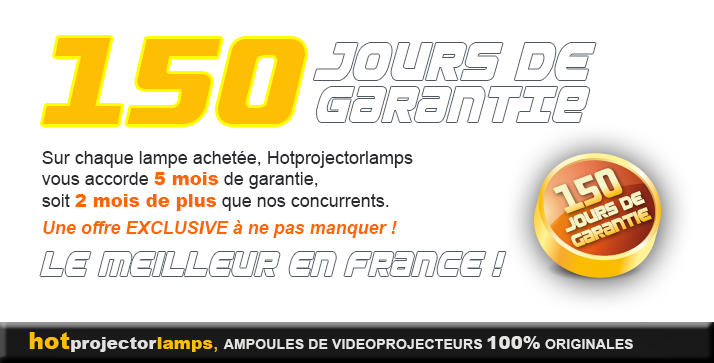 150 JOURS DE
GARANTIE
Sur chaque lampe achetée, Hotprojectorlamps
vous accorde 5 mois de garantie,
soit 2 mois de plus que nos concurrents.
Une offre EXCLUSIVE à ne pas manquer !
LE MEILLEUR EN FRANCE !
150
JOURS DE
GARANTIE
hotprojectorlamps, AMPOULES DE VIDEOPROJECTEURS 100% ORIGINALES